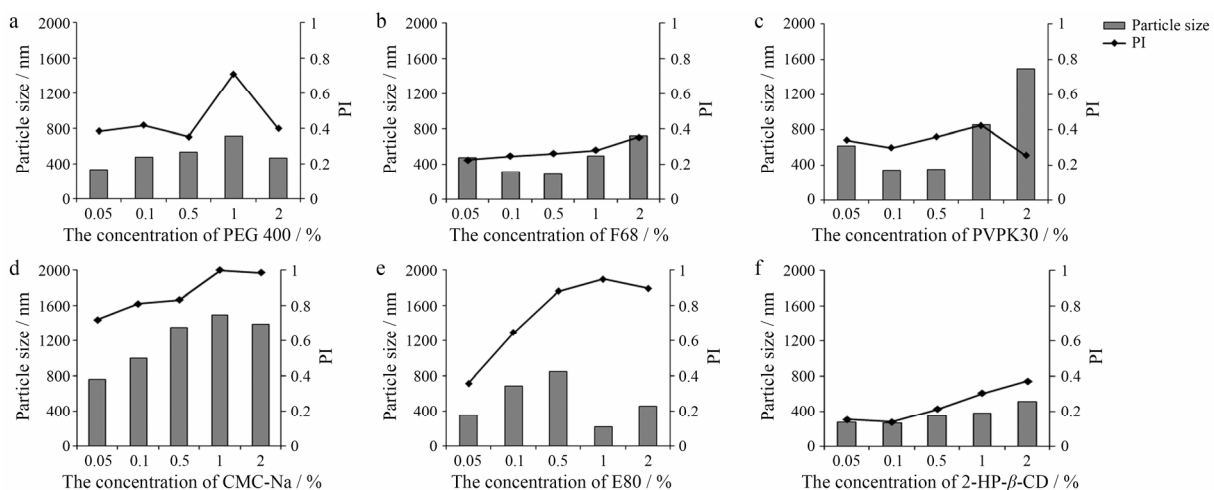 a
2000
1600
1200
800
400
0
Particle size / nm
1
0.8
0.6
0.4
0.2
0
PI
0.05 0.1 0.5 1 2
The concentration of PEG 400 / %
b
2000
1600
1200
800
400
0
Particle size / nm
1
0.8
0.6
0.4
0.2
0
PI
0.05 0.1 0.5 1 2
The concentration of F68 / %
c
2000
1600
1200
800
400
0
Particle size / nm
1
0.8
0.6
0.4
0.2
0
PI
0.05 0.1 0.5 1 2
The concentration of PVPK30 / %
Particle size
PI
d
2000
1600
1200
800
400
0
Particle size / nm
1
0.8
0.6
0.4
0.2
0
PI
0.05 0.1 0.5 1 2
The concentration of CMC-Na / %
e
2000
1600
1200
800
400
0
Particle size / nm
1
0.8
0.6
0.4
0.2
0
PI
0.05 0.1 0.5 1 2
The concentration of E80 / %
f
2000
1600
1200
800
400
0
Particle size / nm
1
0.8
0.6
0.4
0.2
0
PI
0.05 0.1 0.5 1 2
The concentration of 2-HP-β-CD / %